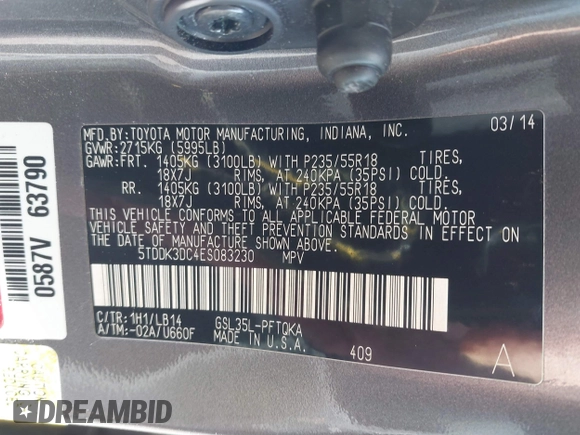 MFD.BY:TOYOTA MOTOR MANUFACTURING, INDIANA, INC. 03/14
GVWR:2715KG (5995LB)
GAWR:FRT. 1405KG (3100LB) WITH P235/55R18 TIRES,
18X7J RIMS, AT 240KPA (35PSI) COLD.
RR. 1405KG (3100LB) WITH P235/55R18 TIRES,
18X7J RIMS, AT 240KPA (35PSI) COLD.
THIS VEHICLE CONFORMS TO ALL APPLICABLE FEDERAL MOTOR
VEHICLE SAFETY AND THEFT PREVENTION STANDARDS IN EFFECT ON
THE DATE OF MANUFACTURE SHOWN ABOVE.
5TDDK3DC4ES083230 MPV
C/TR:1H1/LB14 GSL35L-PFTQKA
A/TM:-02A/U660F MADE IN U.S.A.
409 A
0587V 63790
DREAMBID